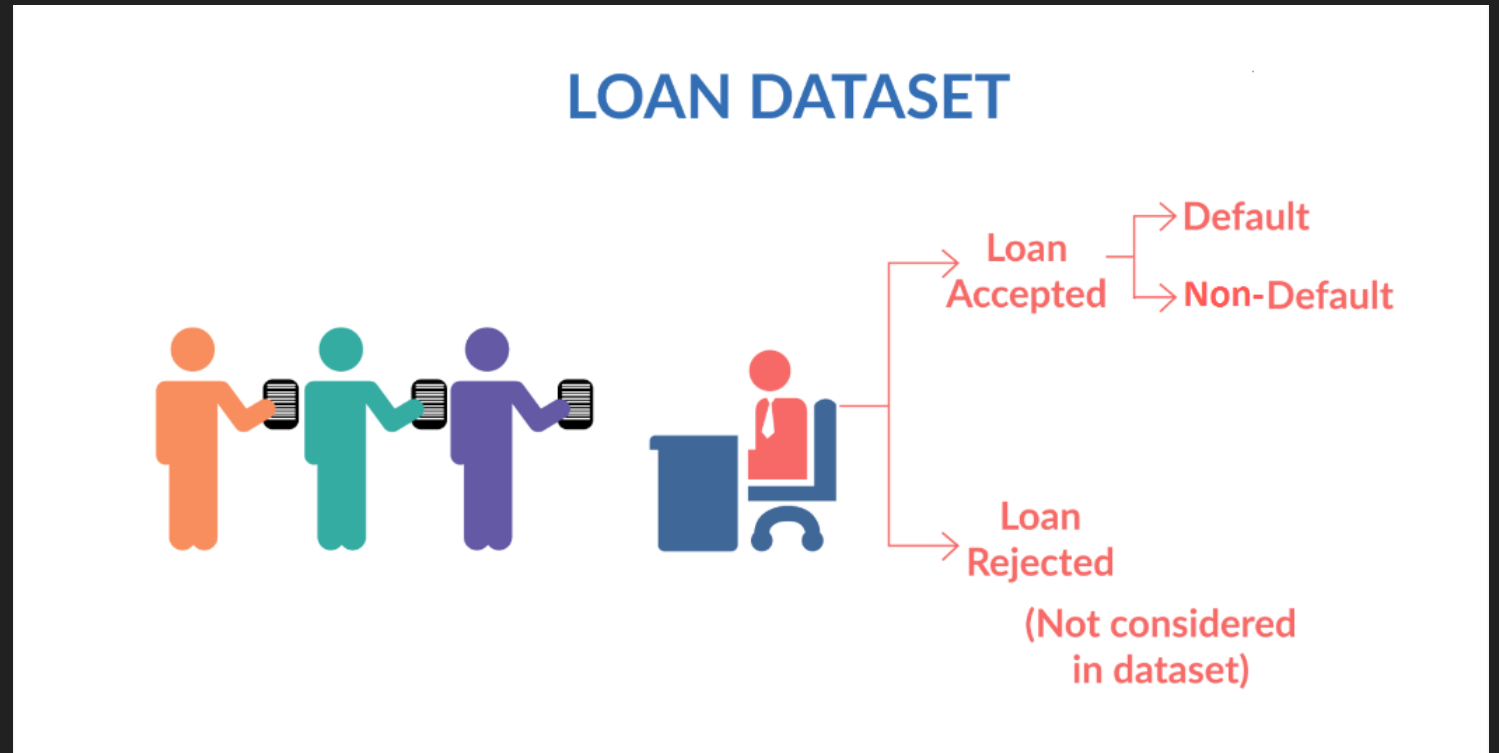 LOAN DATASET
Default
Loan
Accepted
Non-Default
Loan
Rejected
(Not considered
in dataset)